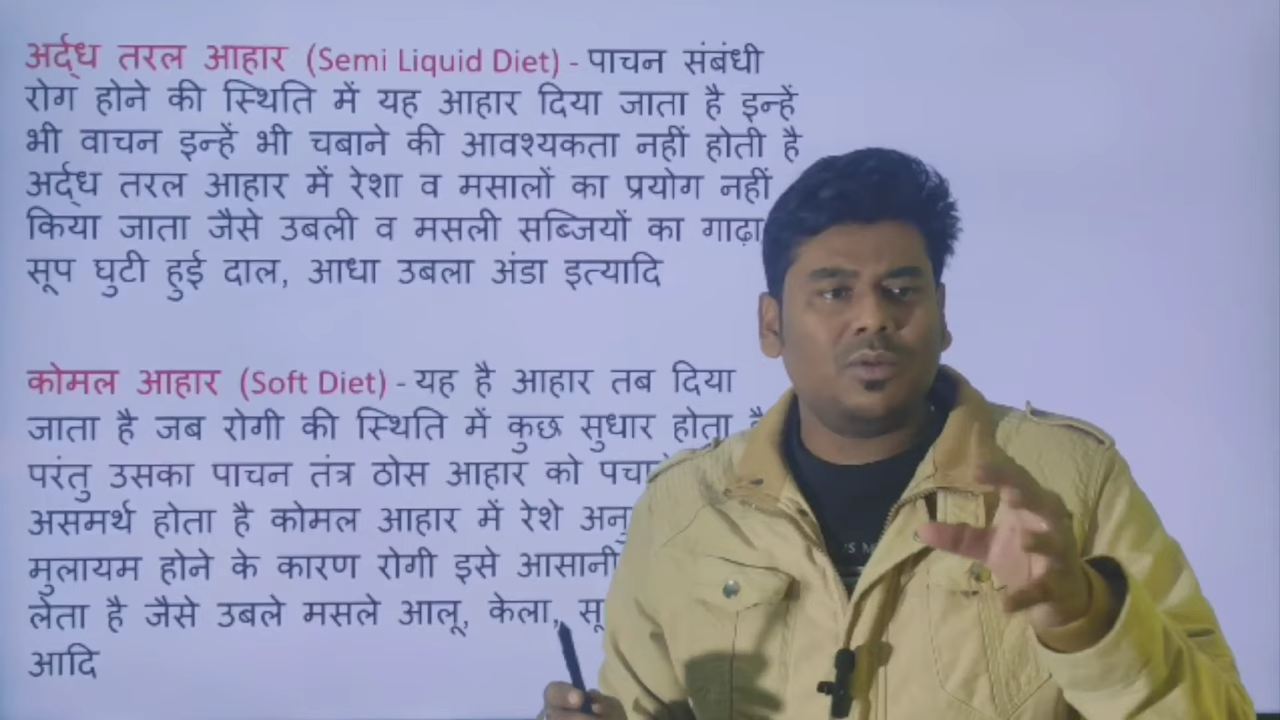 अर्द्ध तरल आहार (Semi Liquid Diet) - पाचन संबंधी
रोग होने की स्थिति में यह आहार दिया जाता है इन्हें
भी वाचन इन्हें भी चबाने की आवश्यकता नहीं होती है
अर्द्ध तरल आहार में रेशा व मसालों का प्रयोग नहीं
किया जाता जैसे उबली व मसली सब्जियों का गाढ़ा
सूप घुटी हुई दाल, आधा उबला अंडा इत्यादि
कोमल आहार (Soft Diet) - यह है आहार तब दिया
जाता है जब रोगी की स्थिति में कुछ सुधार होता
परंतु उसका पाचन तंत्र ठोस आहार को
असमर्थ होता है कोमल आहार में रेशे
मुलायम होने के कारण रोगी इसे
लेता है जैसे उबले मसले आलू, केला,
आदि